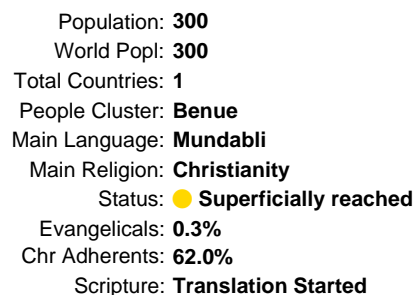 Population: 300
World Popl: 300
Total Countries: 1
People Cluster: Benue
Main Language: Mundabli
Main Religion: Christianity
Status: Superficially reached
Evangelicals: 0.3%
Chr Adherents: 62.0%
Scripture: Translation Started